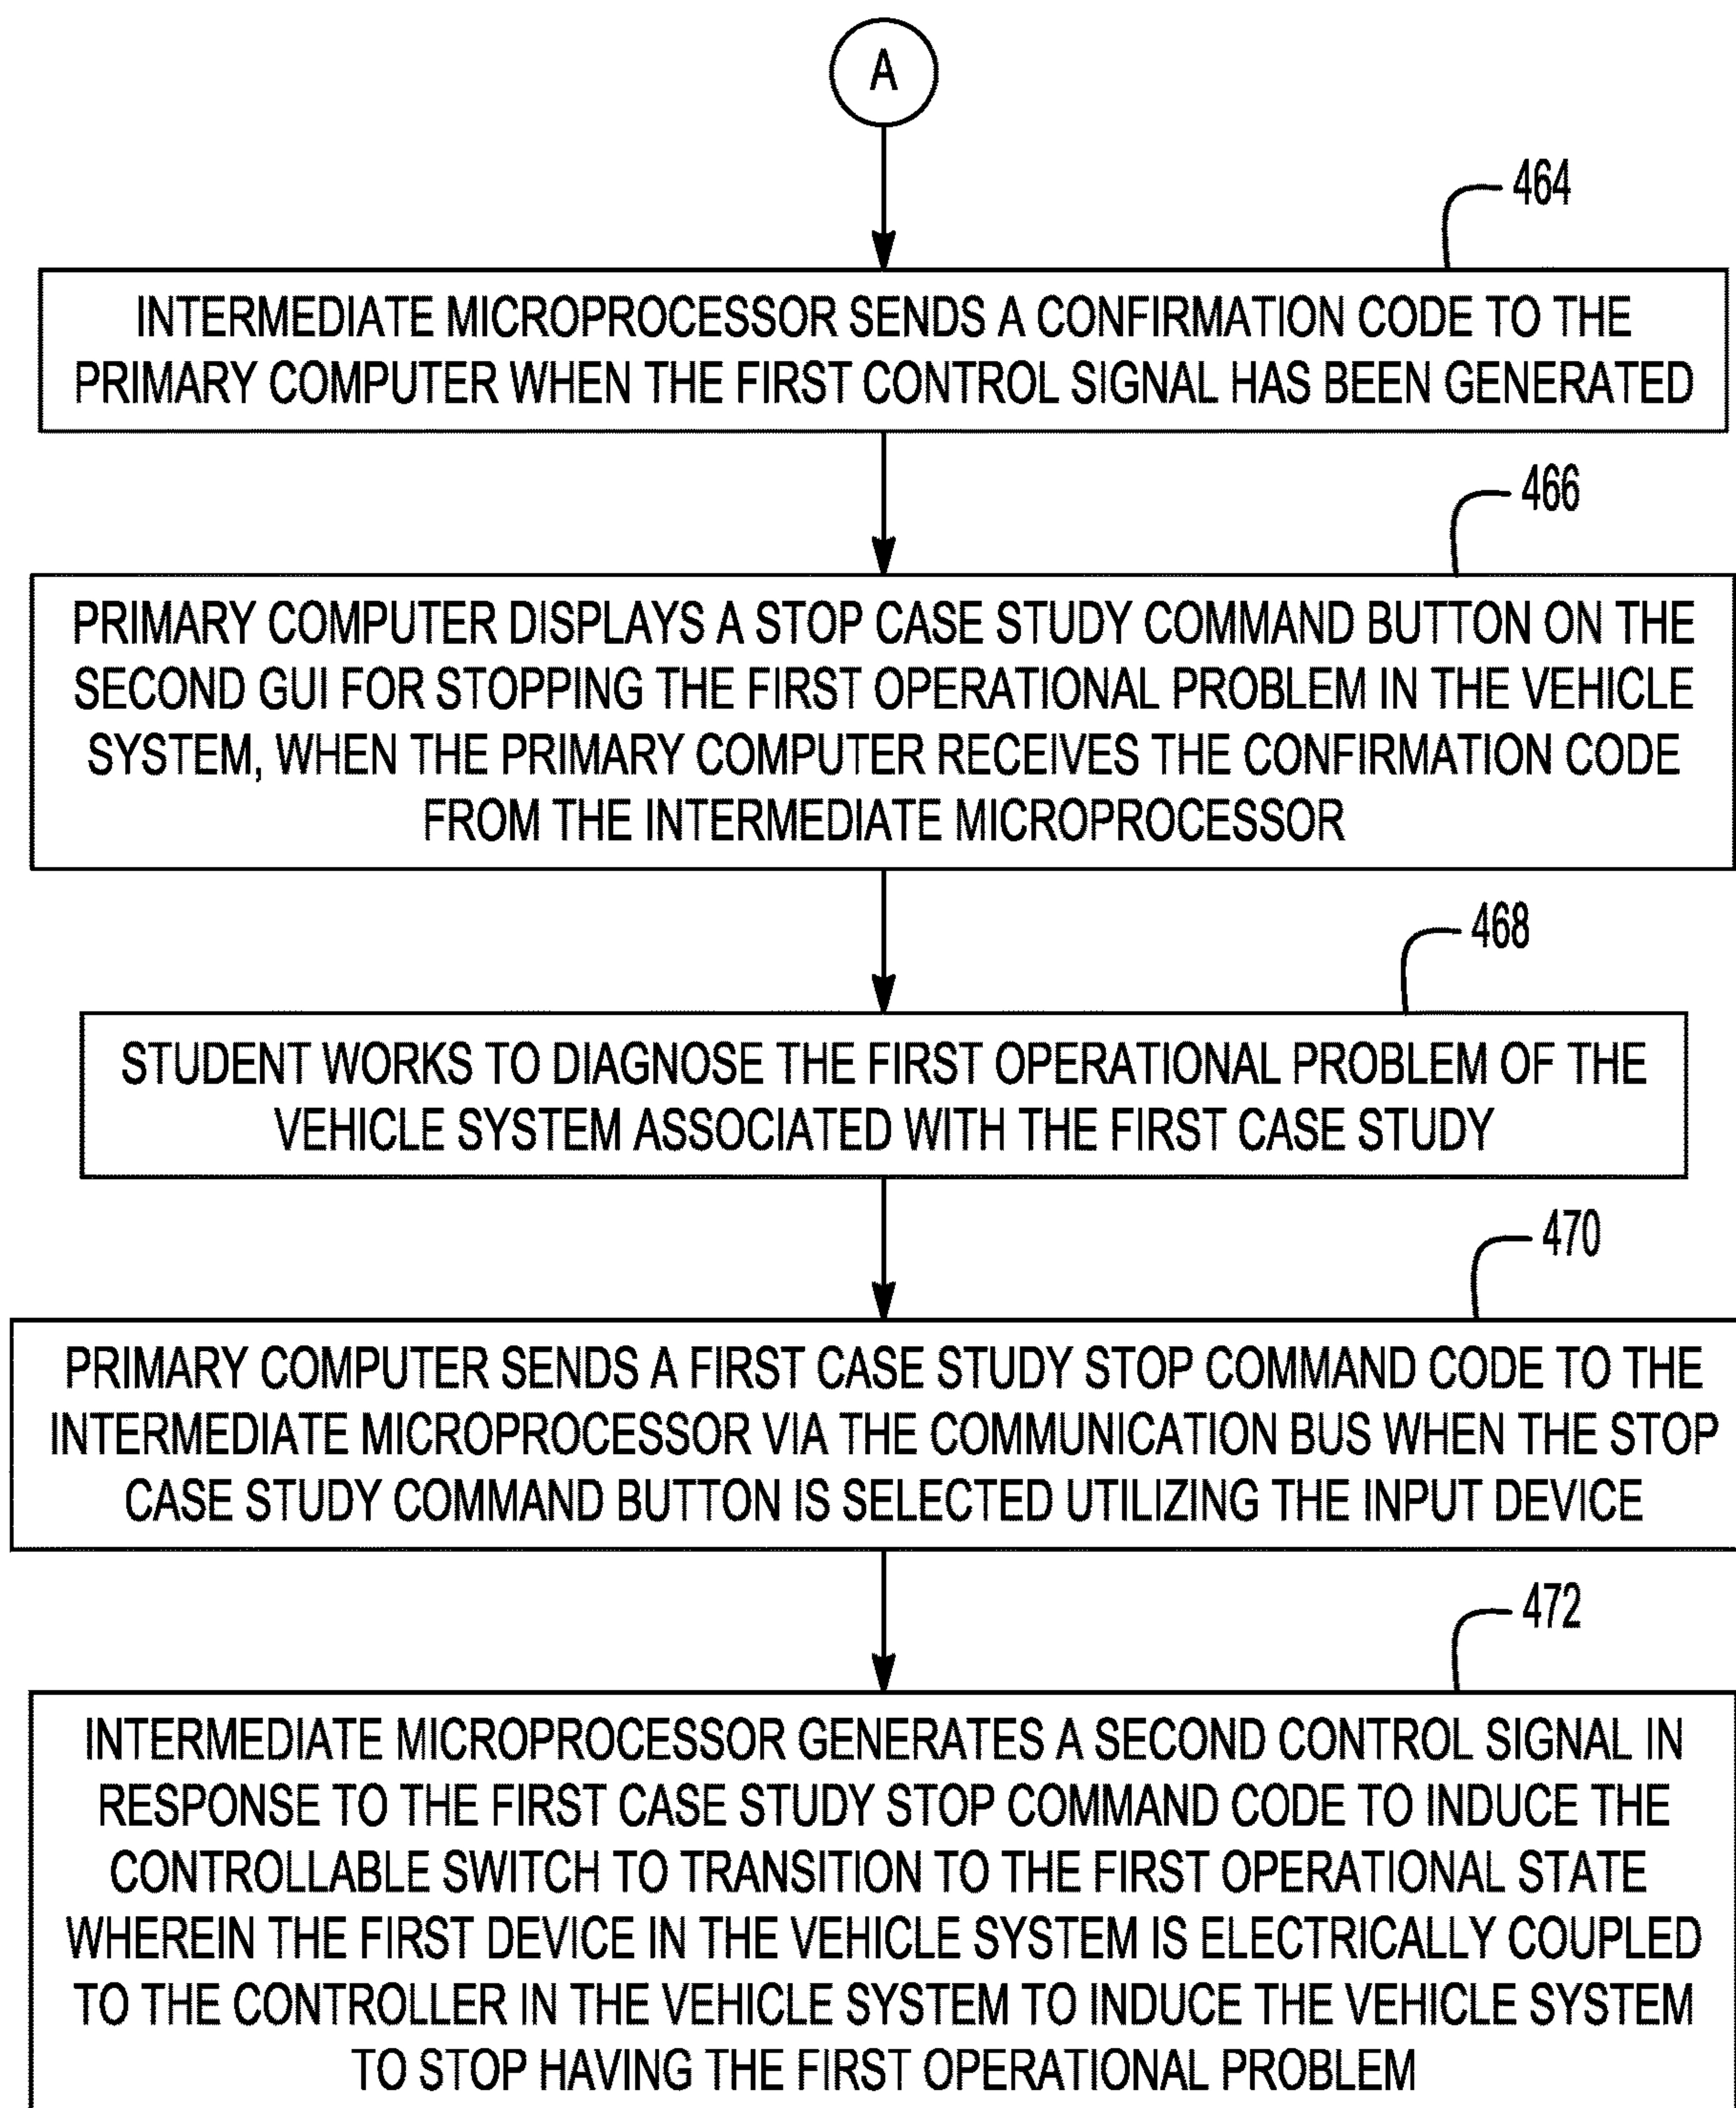 A
464
INTERMEDIATE MICROPROCESSOR SENDS A CONFIRMATION CODE TO THE
PRIMARY COMPUTER WHEN THE FIRST CONTROL SIGNAL HAS BEEN GENERATED
466
PRIMARY COMPUTER DISPLAYS A STOP CASE STUDY COMMAND BUTTON ON THE
SECOND GUI FOR STOPPING THE FIRST OPERATIONAL PROBLEM IN THE VEHICLE
SYSTEM, WHEN THE PRIMARY COMPUTER RECEIVES THE CONFIRMATION CODE
FROM THE INTERMEDIATE MICROPROCESSOR
468
STUDENT WORKS TO DIAGNOSE THE FIRST OPERATIONAL PROBLEM OF THE
VEHICLE SYSTEM ASSOCIATED WITH THE FIRST CASE STUDY
470
PRIMARY COMPUTER SENDS A FIRST CASE STUDY STOP COMMAND CODE TO THE
INTERMEDIATE MICROPROCESSOR VIA THE COMMUNICATION BUS WHEN THE STOP
CASE STUDY COMMAND BUTTON IS SELECTED UTILIZING THE INPUT DEVICE
472
INTERMEDIATE MICROPROCESSOR GENERATES A SECOND CONTROL SIGNAL IN
RESPONSE TO THE FIRST CASE STUDY STOP COMMAND CODE TO INDUCE THE
CONTROLLABLE SWITCH TO TRANSITION TO THE FIRST OPERATIONAL STATE
WHEREIN THE FIRST DEVICE IN THE VEHICLE SYSTEM IS ELECTRICALLY COUPLED
TO THE CONTROLLER IN THE VEHICLE SYSTEM TO INDUCE THE VEHICLE SYSTEM
TO STOP HAVING THE FIRST OPERATIONAL PROBLEM